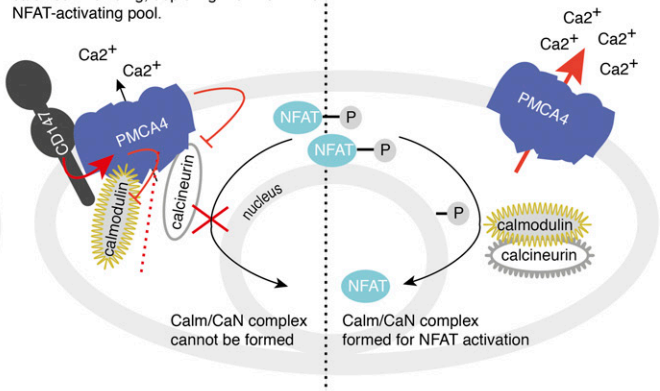 NFAT-activating pool.
Ca2+
Ca2+
CD147
PMCA4
calmodulin
calcineurin
NFAT
P
NFAT
P
nucleus
Calm/CaN complex
cannot be formed
Ca2+
Ca2+
Ca2+
Ca2+
PMCA4
P
calmodulin
calcineurin
NFAT
Calm/CaN complex
formed for NFAT activation